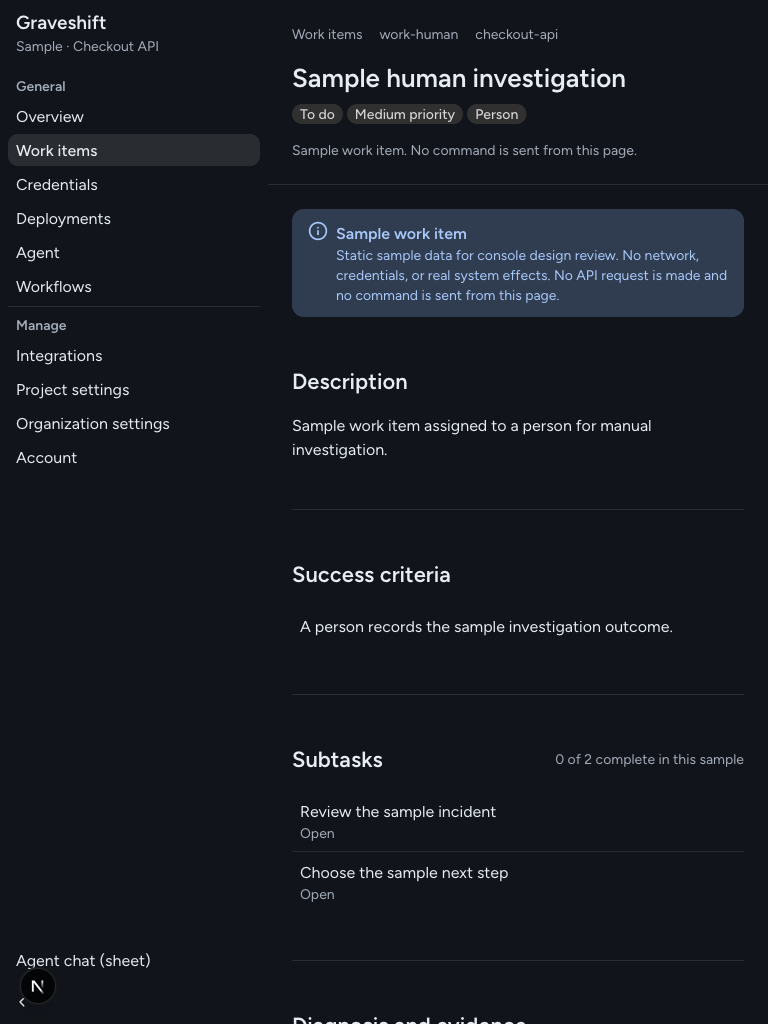 Graveshift
Sample · Checkout API
General
Overview
Work items
Credentials
Deployments
Agent
Workflows
Manage
Integrations
Project settings
Organization settings
Account
Agent chat (sheet)
N
Work items work-human checkout-api
Sample human investigation
To do Medium priority Person
Sample work item. No command is sent from this page.
Sample work item
Static sample data for console design review. No network,
credentials, or real system effects. No API request is made and
no command is sent from this page.
Description
Sample work item assigned to a person for manual
investigation.
Success criteria
A person records the sample investigation outcome.
Subtasks 0 of 2 complete in this sample
Review the sample incident
Open
Choose the sample next step
Open
Diagnosis and evidence